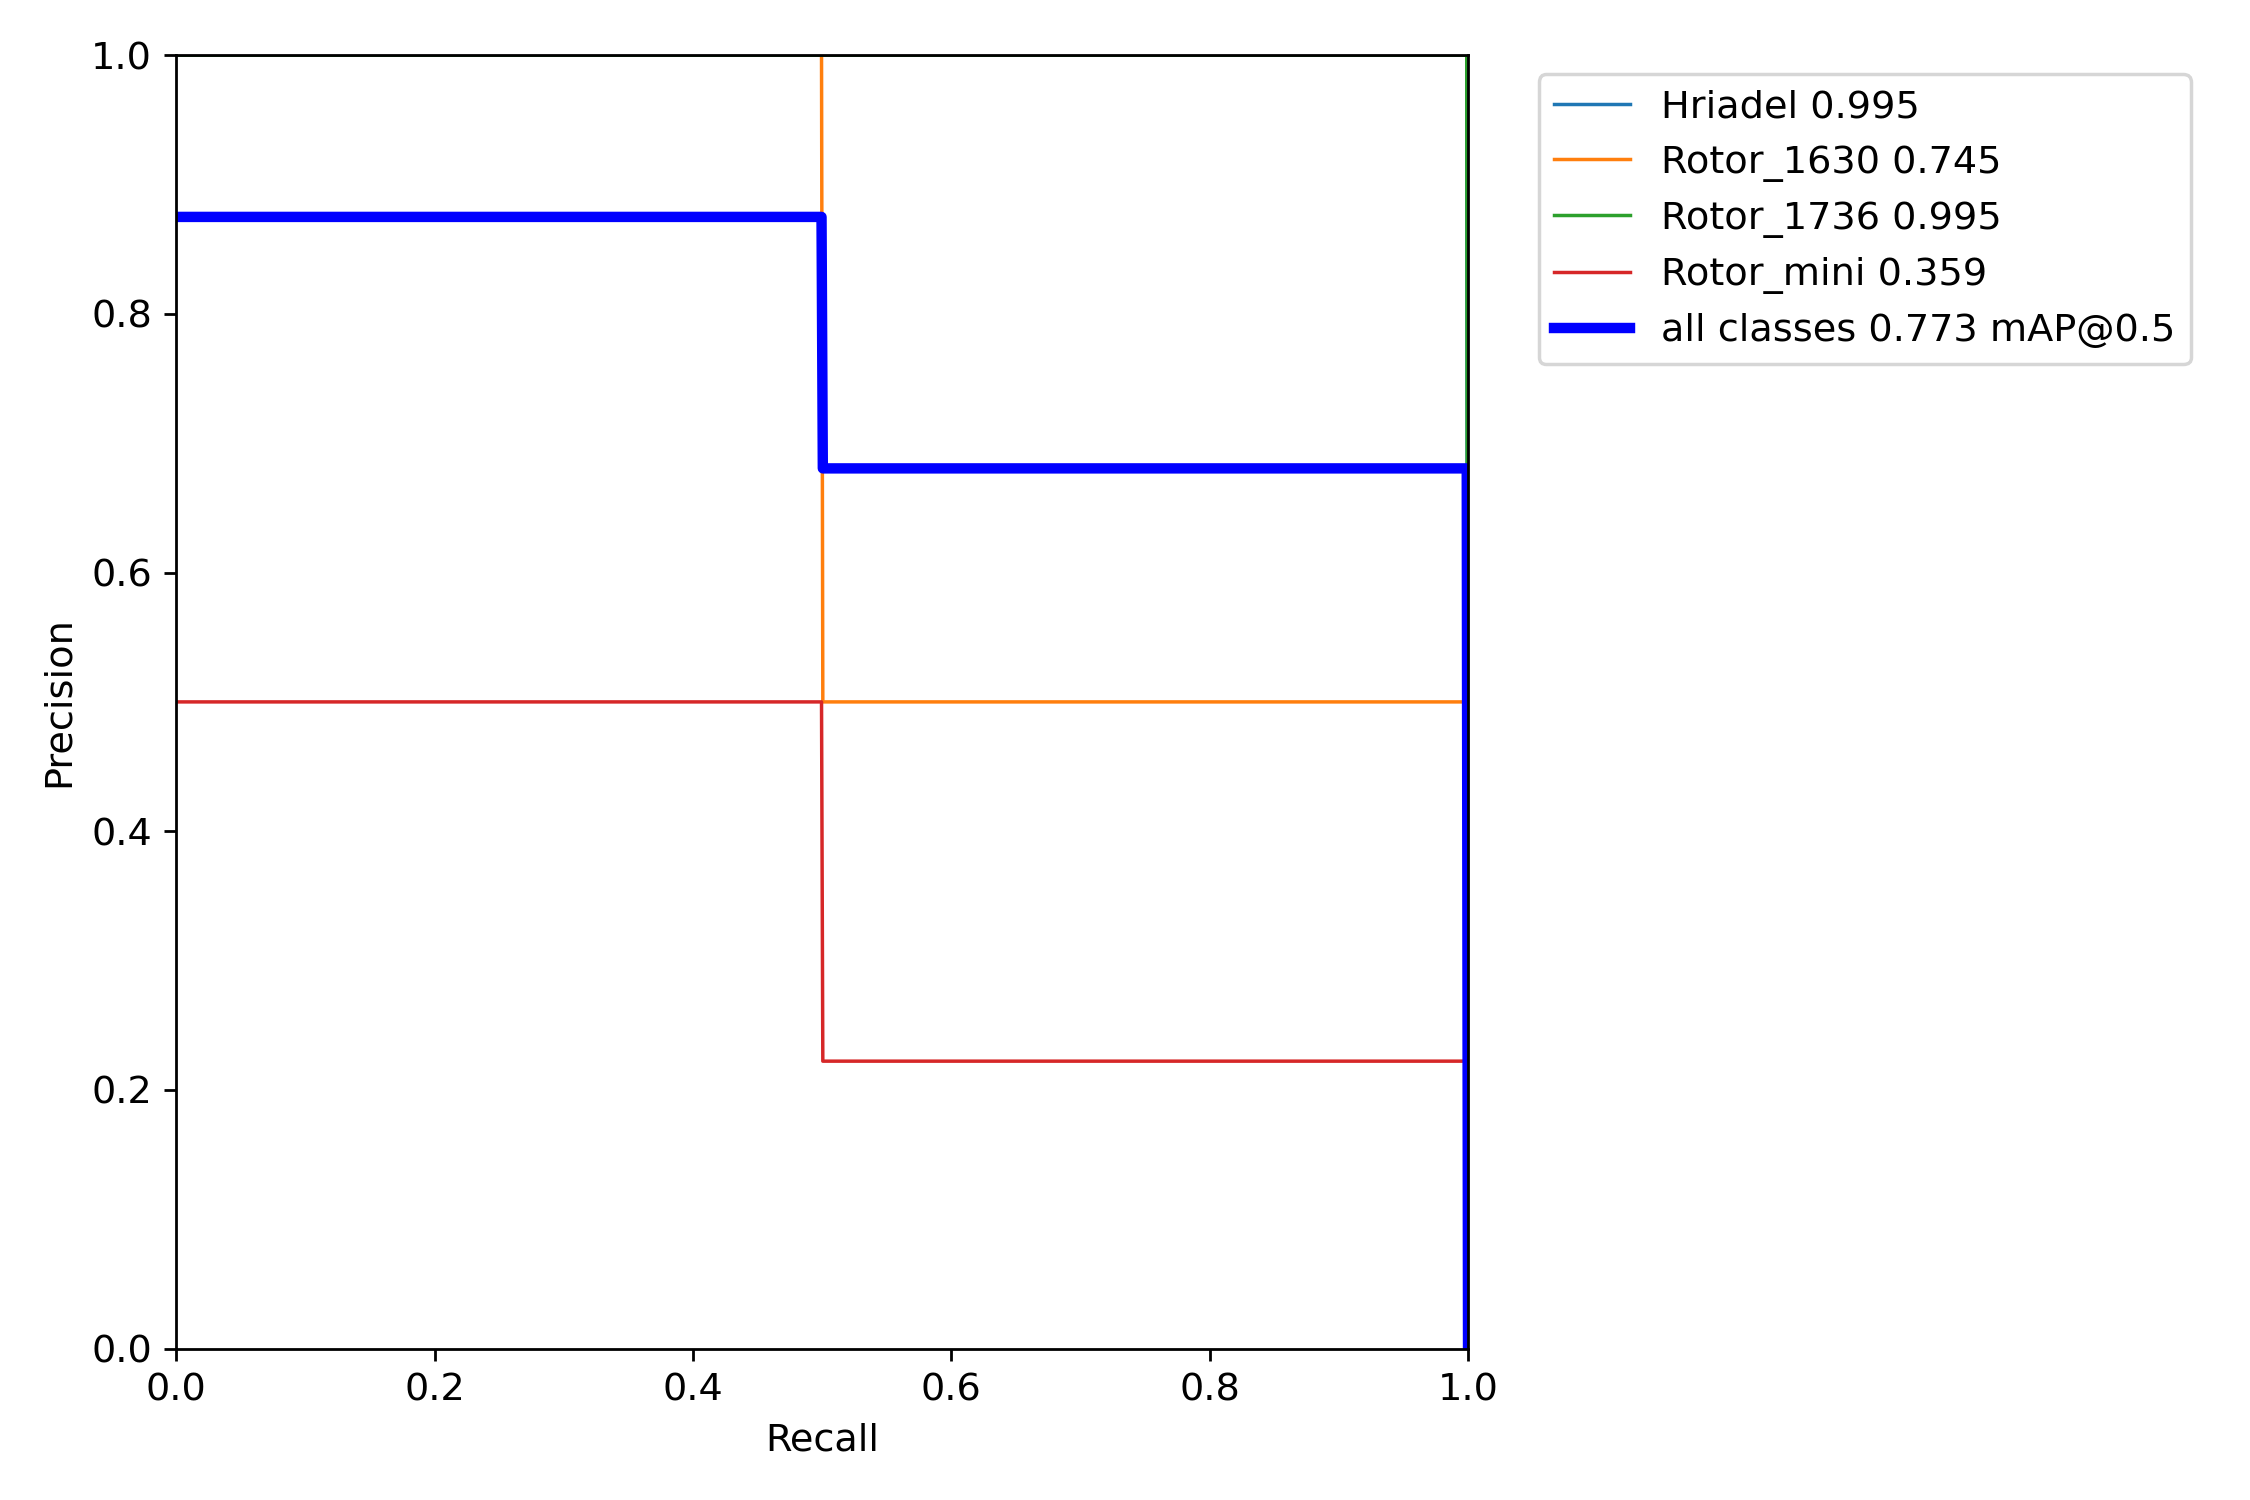 1.0
0.8
0.6
0.4
0.2
0.0
Precision
0.0 0.2 0.4 0.6 0.8 1.0
Recall
Hriadel 0.995
Rotor_1630 0.745
Rotor_1736 0.995
Rotor_mini 0.359
all classes 0.773 mAP@0.5